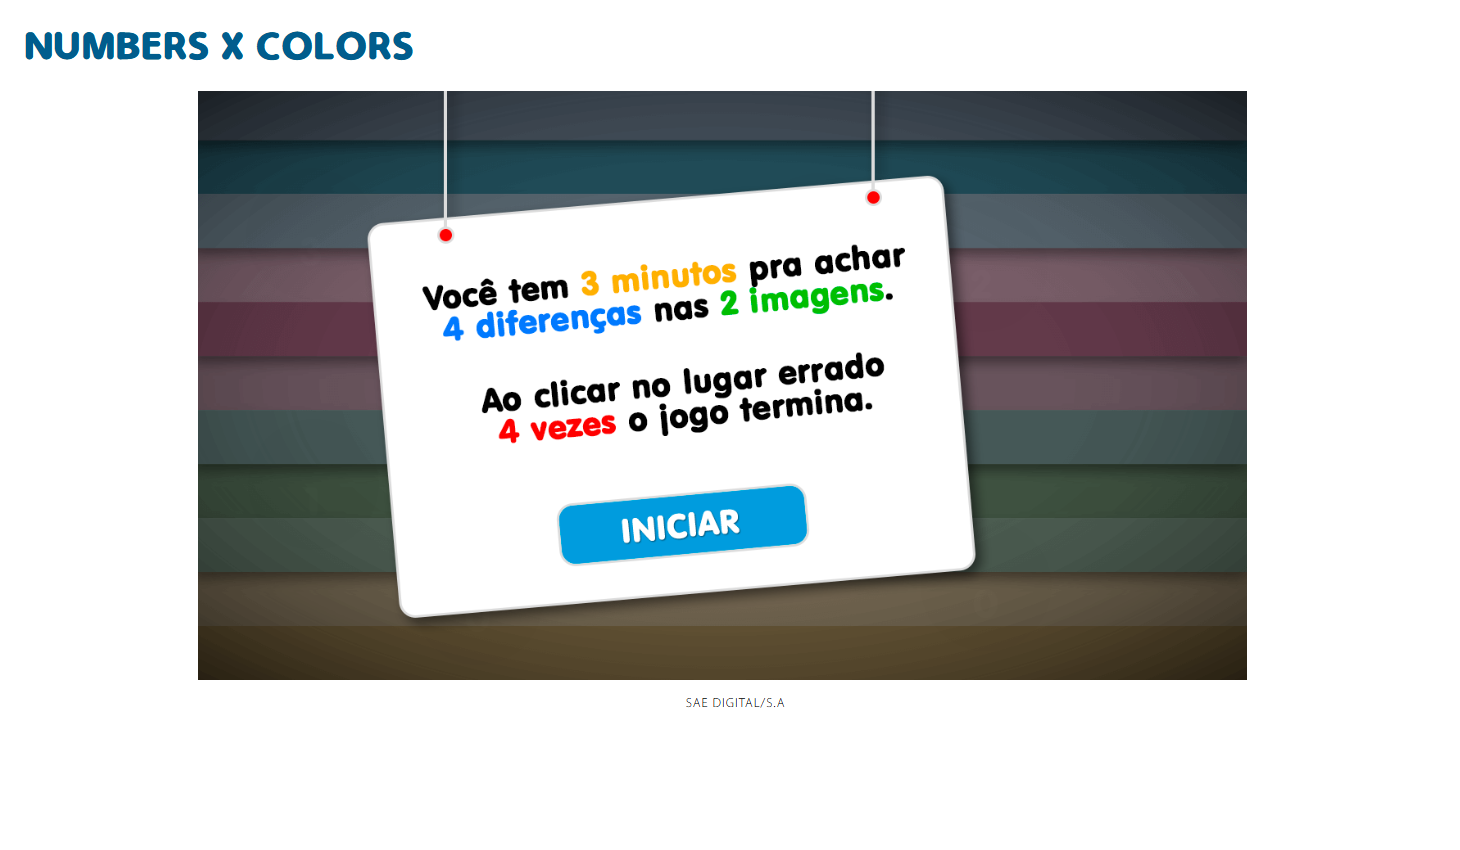 NUMBERS X COLORS
Você tem 3 minutos pra achar
4 diferenças nas 2 imagens.
Ao clicar no lugar errado
4 vezes o jogo termina.
INICIAR
SAE DIGITAL/S.A